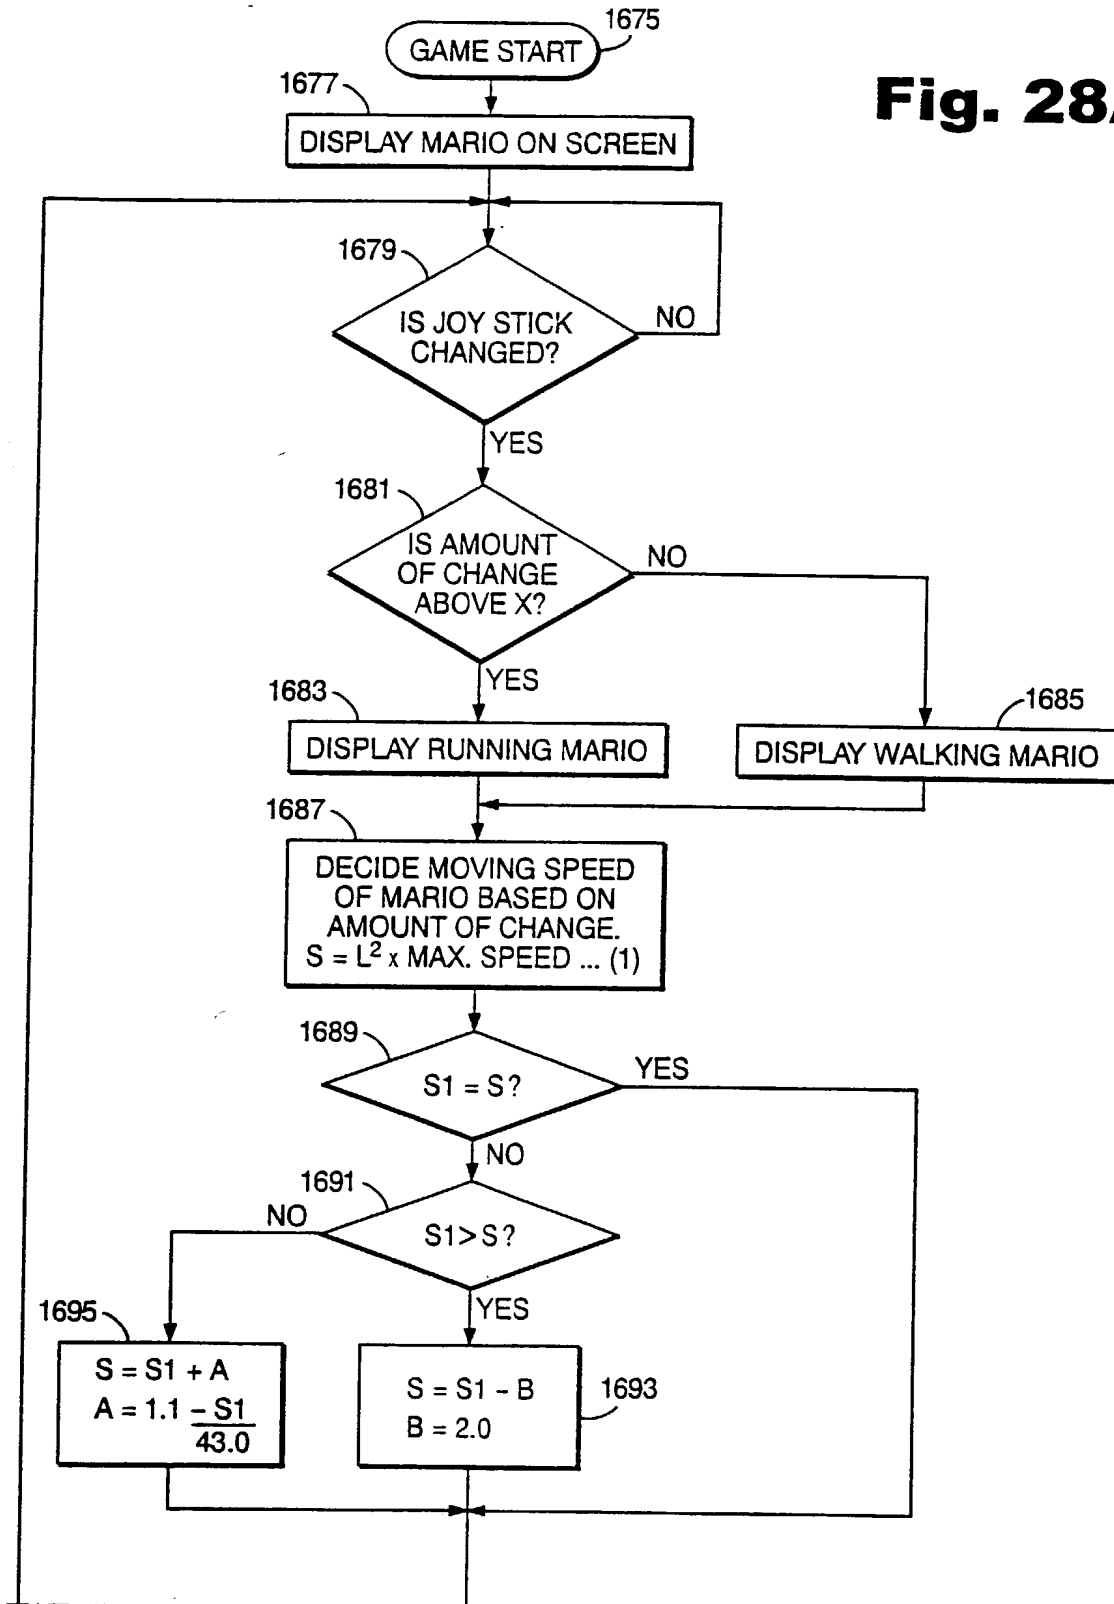 1675
GAME START
Fig. 28
1677
DISPLAY MARIO ON SCREEN
1679
IS JOY STICK
CHANGED?
NO
YES
1681
IS AMOUNT
OF CHANGE
ABOVE X?
NO
YES
1683
DISPLAY RUNNING MARIO
1685
DISPLAY WALKING MARIO
1687
DECIDE MOVING SPEED
OF MARIO BASED ON
AMOUNT OF CHANGE.
S = L² x MAX. SPEED ... (1)
1689
S1 = S?
YES
NO
1691
S1> S?
NO
YES
1695
S = S1 + A
A = 1.1 - S1
43.0
S = S1 - B
B = 2.0
1693